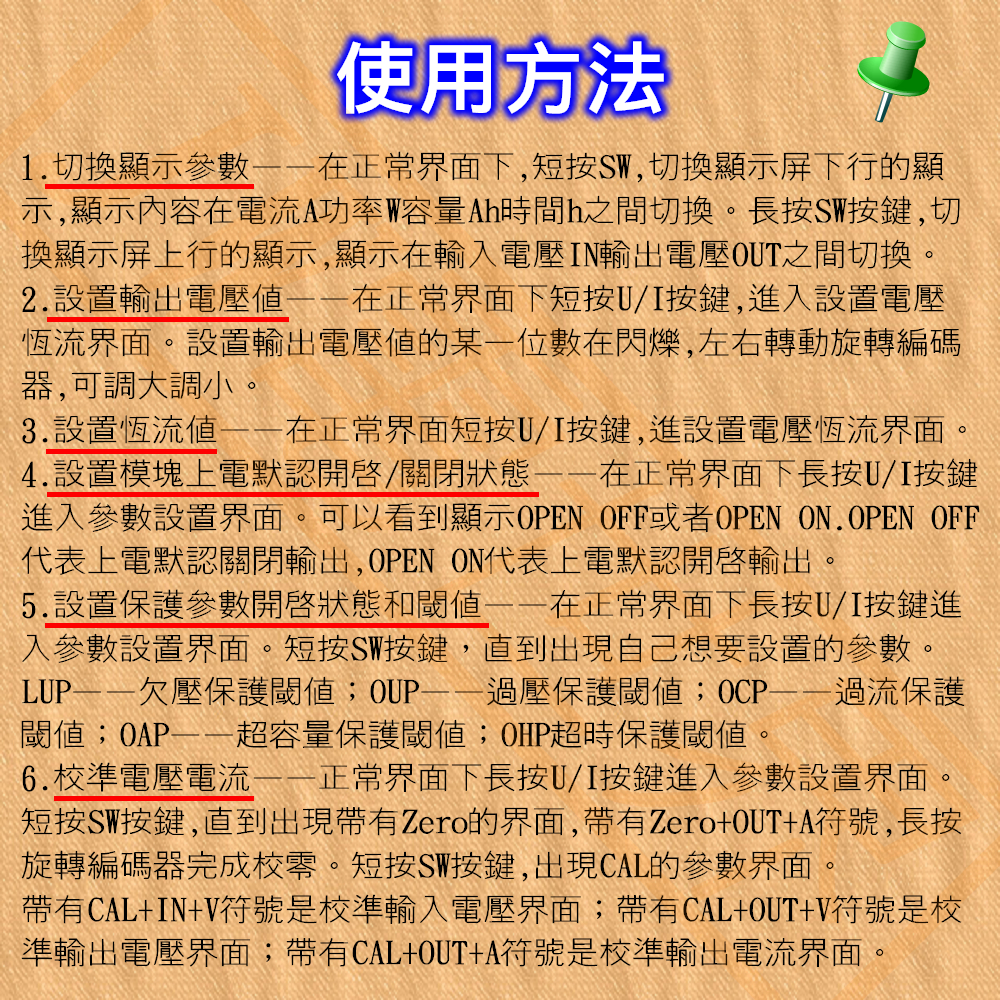 使用方法
1.切換顯示參數——在正常界面下,短按SW,切換顯示屏下行的顯
示,顯示內容在電流A功率W容量Ah時間h之間切換。長按SW按鍵,切
換顯示屏上行的顯示,顯示在輸入電壓IN輸出電壓OUT之間切換。
2.設置輸出電壓值——在正常界面下短按U/I按鍵,進入設置電壓
恆流界面。設置輸出電壓值的某一位數在閃爍,左右轉動旋轉編碼
器,可調大調小。
3.設置恆流值——在正常界面短按U/I按鍵,進設置電壓恆流界面。
4.設置模塊上電默認開啓/關閉狀態——在正常界面下長按U/I按鍵
進入參數設置界面。可以看到顯示OPEN OFF或者OPEN ON.OPEN OFF
代表上電默認關閉輸出,OPEN ON代表上電默認開啓輸出。
5.設置保護參數開啓狀態和閾值——在正常界面下長按U/I按鍵進
入參數設置界面。短按SW按鍵，直到出現自己想要設置的參數。
LUP——欠壓保護閾值；OUP——過壓保護閾值；OCP——過流保護
閾值；OAP——超容量保護閾值；OHP超時保護閾值。
6.校準電壓電流——正常界面下長按U/I按鍵進入參數設置界面。
短按SW按鍵,直到出現帶有Zero的界面,帶有Zero+OUT+A符號,長按
旋轉編碼器完成校零。短按SW按鍵,出現CAL的參數界面。
帶有CAL+IN+V符號是校準輸入電壓界面；帶有CAL+OUT+V符號是校
準輸出電壓界面；帶有CAL+OUT+A符號是校準輸出電流界面。